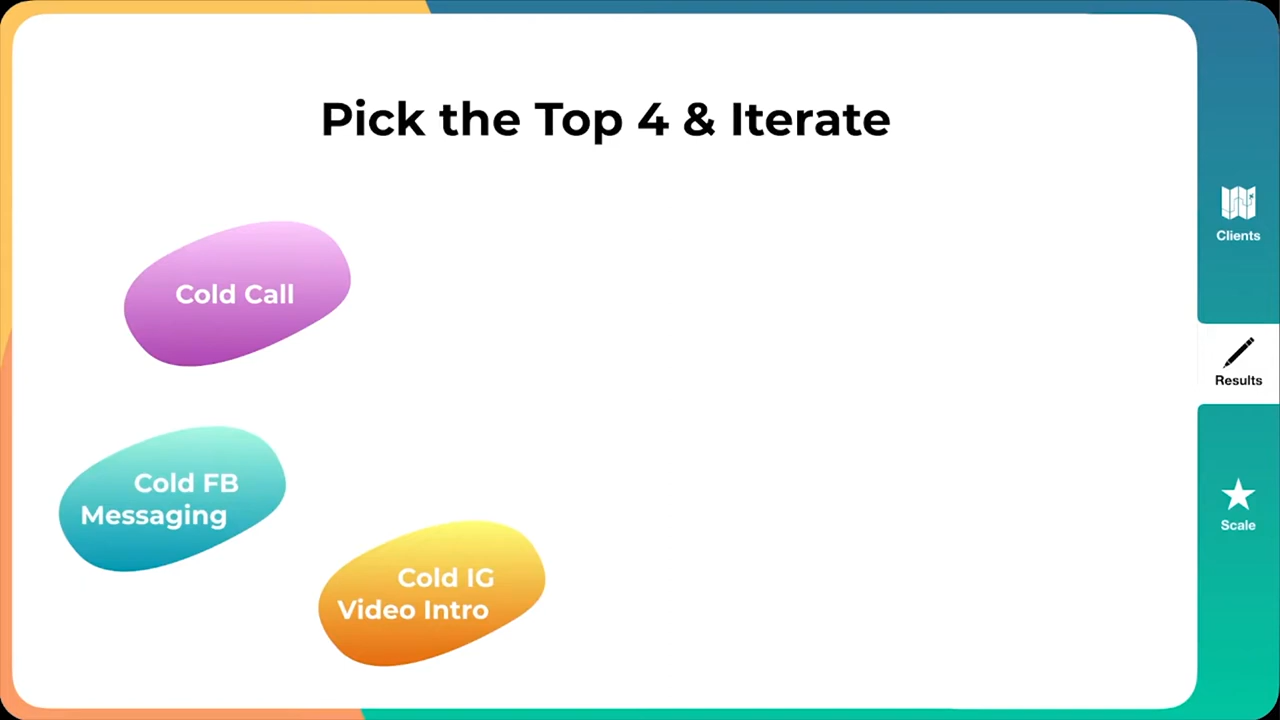 Pick the Top 4 & Iterate
Cold Call
Cold FB
Messaging
Cold IG
Video Intro
Clients
Results
Scale